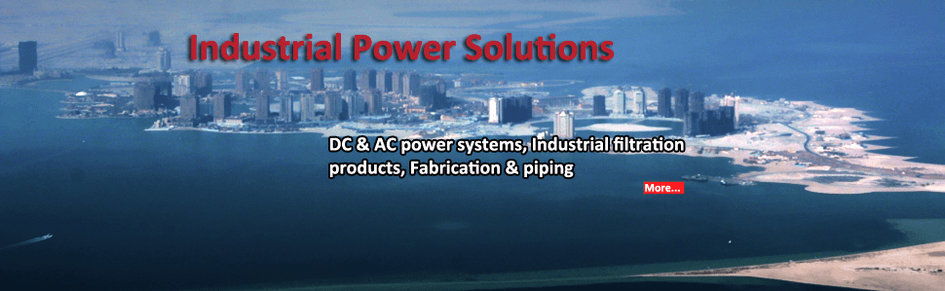 Industrial Power Solutions
DC & AC power systems, Industrial filtration
products, Fabrication & piping
More...